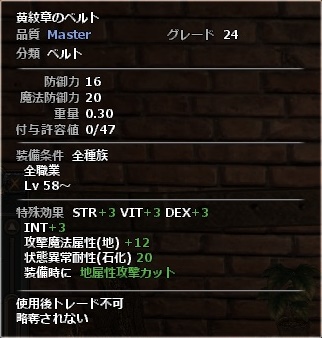 黄紋章のベルト
品質 Master グレード 24
分類 ベルト
防御力 16
魔法防御力 20
重量 0.30
付与許容値 0/47
装備条件 全種族
全職業
Lv 58～
特殊効果 STR+3 VIT+3 DEX+3
INT+3
攻撃魔法属性(地) +12
状態異常耐性(石化) 20
装備時に 地属性攻撃カット
使用後トレード不可
略奪されない